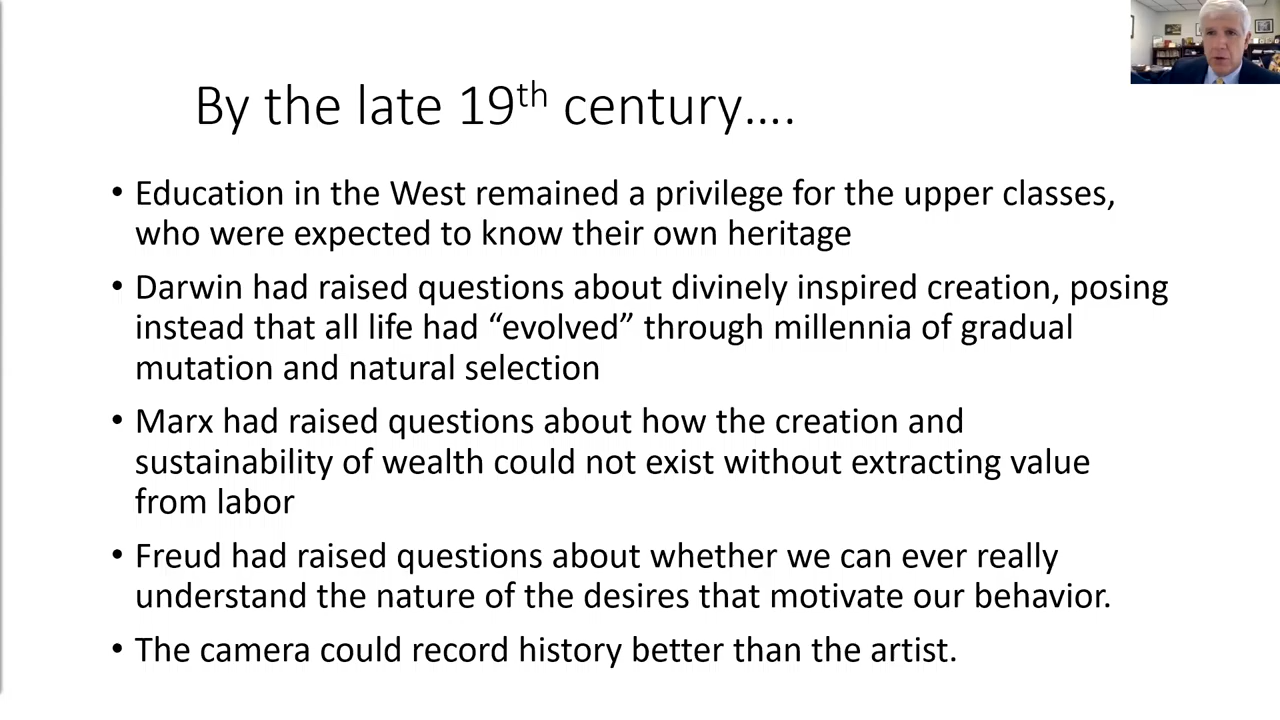 By the late 19th century….
• Education in the West remained a privilege for the upper classes,
who were expected to know their own heritage
• Darwin had raised questions about divinely inspired creation, posing
instead that all life had “evolved” through millennia of gradual
mutation and natural selection
• Marx had raised questions about how the creation and
sustainability of wealth could not exist without extracting value
from labor
• Freud had raised questions about whether we can ever really
understand the nature of the desires that motivate our behavior.
• The camera could record history better than the artist.